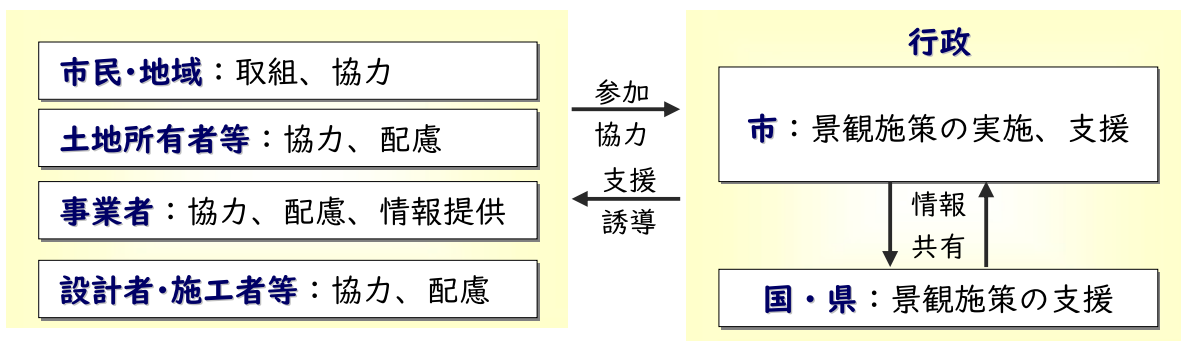 市民・地域：取組、協力
土地所有者等：協力、配慮
事業者：協力、配慮、情報提供
設計者・施工者等：協力、配慮
参加
協力
支援
誘導
行政
市：景観施策の実施、支援
情報
共有
国・県：景観施策の支援